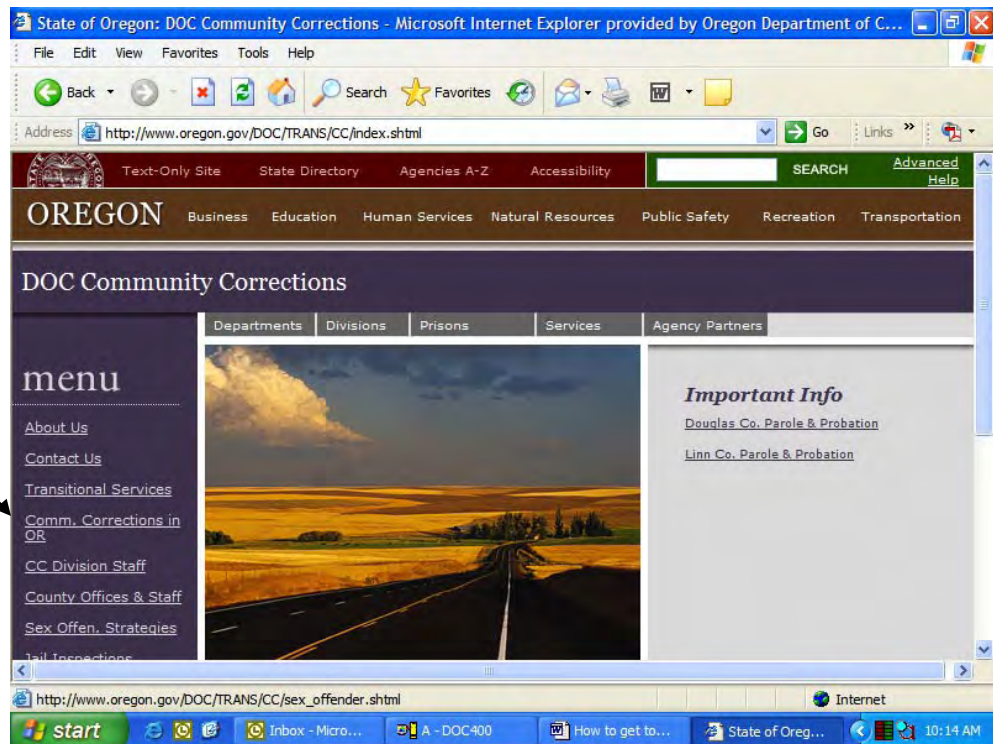 State of Oregon: DOC Community Corrections - Microsoft Internet Explorer provided by Oregon Department of C...
File Edit View Favorites Tools Help
Back Search Favorites
Address http://www.oregon.gov/DOC/TRANS/CC/index.shtml Go Links »
Text-Only Site State Directory Agencies A-Z Accessibility SEARCH Advanced
Help
OREGON Business Education Human Services Natural Resources Public Safety Recreation Transportation
DOC Community Corrections
Departments Divisions Prisons Services Agency Partners
menu
About Us
Contact Us
Transitional Services
Comm. Corrections in
OR
CC Division Staff
County Offices & Staff
Sex Offen. Strategies
Jail Inspections
Important Info
Douglas Co. Parole & Probation
Linn Co. Parole & Probation
http://www.oregon.gov/DOC/TRANS/CC/sex_offender.shtml Internet
start Inbox - Micro... A - DOC400 How to get to... State of Oreg... 10:14 AM